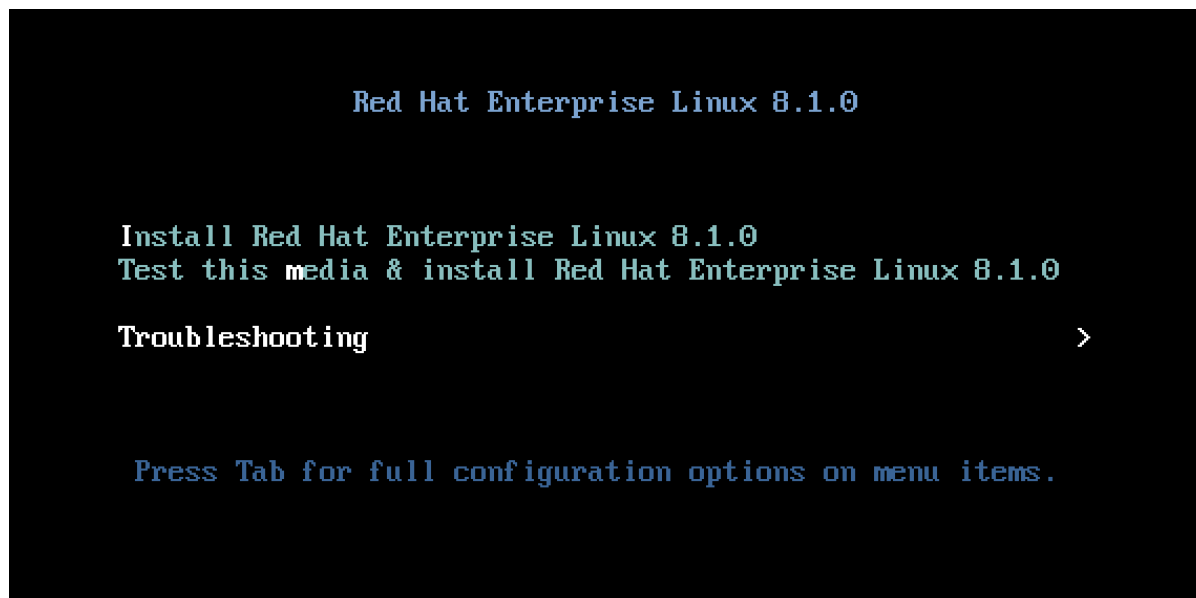 Red Hat Enterprise Linux 8.1.0
Install Red Hat Enterprise Linux 8.1.0
Test this media & install Red Hat Enterprise Linux 8.1.0
Troubleshooting >
Press Tab for full configuration options on menu items.